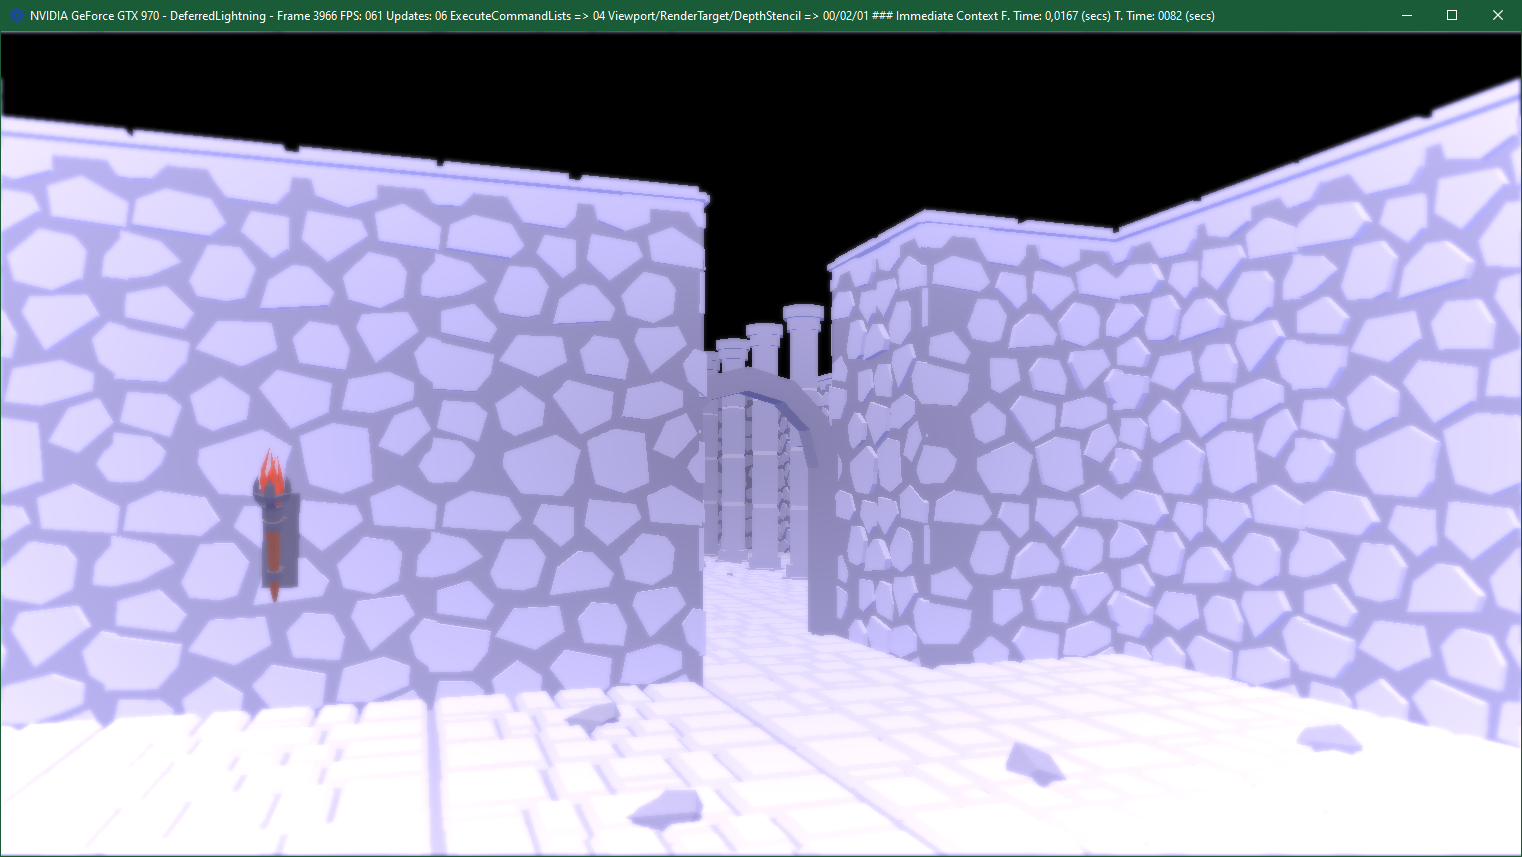 NVIDIA GeForce GTX 970 - DeferredLightning - Frame 3966 FPS: 061 Updates: 06 ExecuteCommandLists => 04 Viewport/RenderTarget/DepthStencil => 00/02/01 ### Immediate Context F. Time: 0,0167 (secs) T. Time: 0082 (secs)